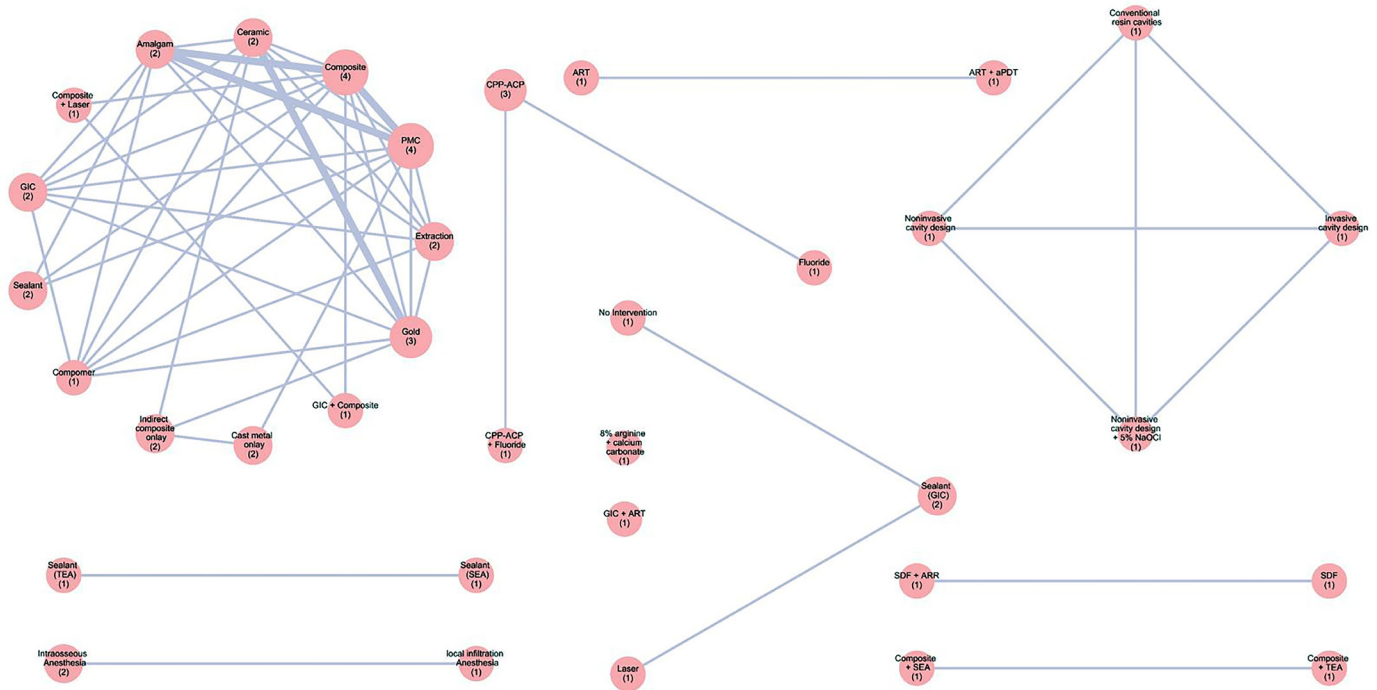 Amalgam
(2)
Ceramic
(2)
Composite
(4)
Composite
+ Laser
(1)
PMC
(4)
GIC
(2)
Extraction
(2)
Sealant
(2)
Gold
(3)
Compomer
(1)
Indirect
composite
onlay
(2)
Cast metal
onlay
(2)
GIC + Composite
(1)
CPP-ACP
(3)
Fluoride
(1)
CPP-ACP
+ Fluoride
(1)
ART
(1)
ART + aPDT
(1)
Conventional
resin cavities
(1)
Noninvasive
cavity design
(1)
Invasive
cavity design
(1)
Noninvasive
cavity design
+ 5% NaOCl
(1)
No Intervention
(1)
8% arginine
+ calcium
carbonate
(1)
GIC + ART
(1)
Sealant
(GIC)
(2)
Laser
(1)
Sealant
(TEA)
(1)
Sealant
(SEA)
(1)
Intraosseous
Anesthesia
(2)
local infiltration
Anesthesia
(1)
SDF + ARR
(1)
SDF
(1)
Composite
+ SEA
(1)
Composite
+ TEA
(1)